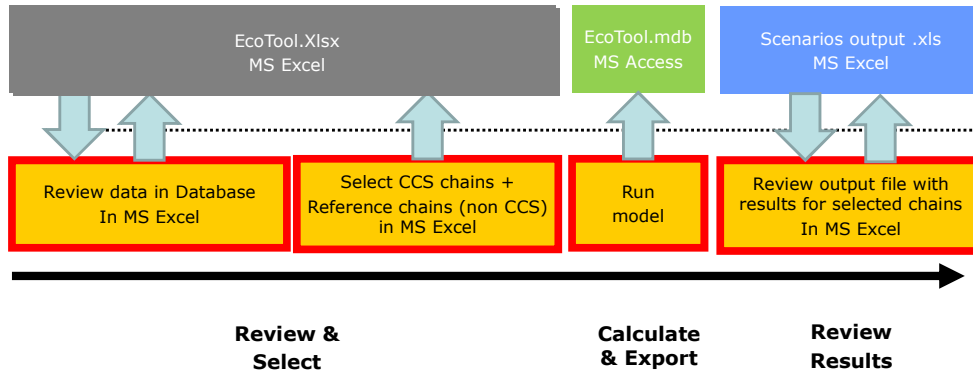 EcoTool.Xlsx
MS Excel
EcoTool.mdb
MS Access
Scenarios output .xls
MS Excel
Review data in Database
In MS Excel
Select CCS chains +
Reference chains (non CCS)
in MS Excel
Run
model
Review output file with
results for selected chains
In MS Excel
Review &
Select
Calculate
& Export
Review
Results